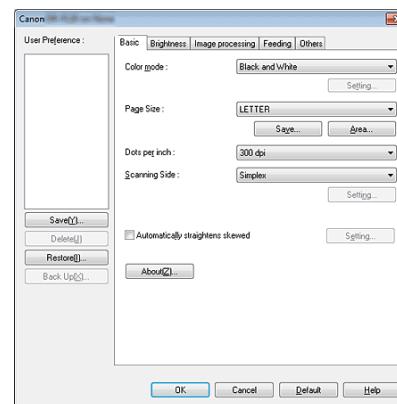 Canon
User Preference :
Basic Brightness Image processing Feeding Others
Color mode : Black and White
Setting...
Page Size : LETTER
Save... Area...
Dots per inch : 300 dpi
Scanning Side : Simplex
Setting...
Save(Y)...
Delete(J) Automatically straightens skewed Setting...
Restore(I)...
Back Up(X)... About(Z)...
OK Cancel Default Help